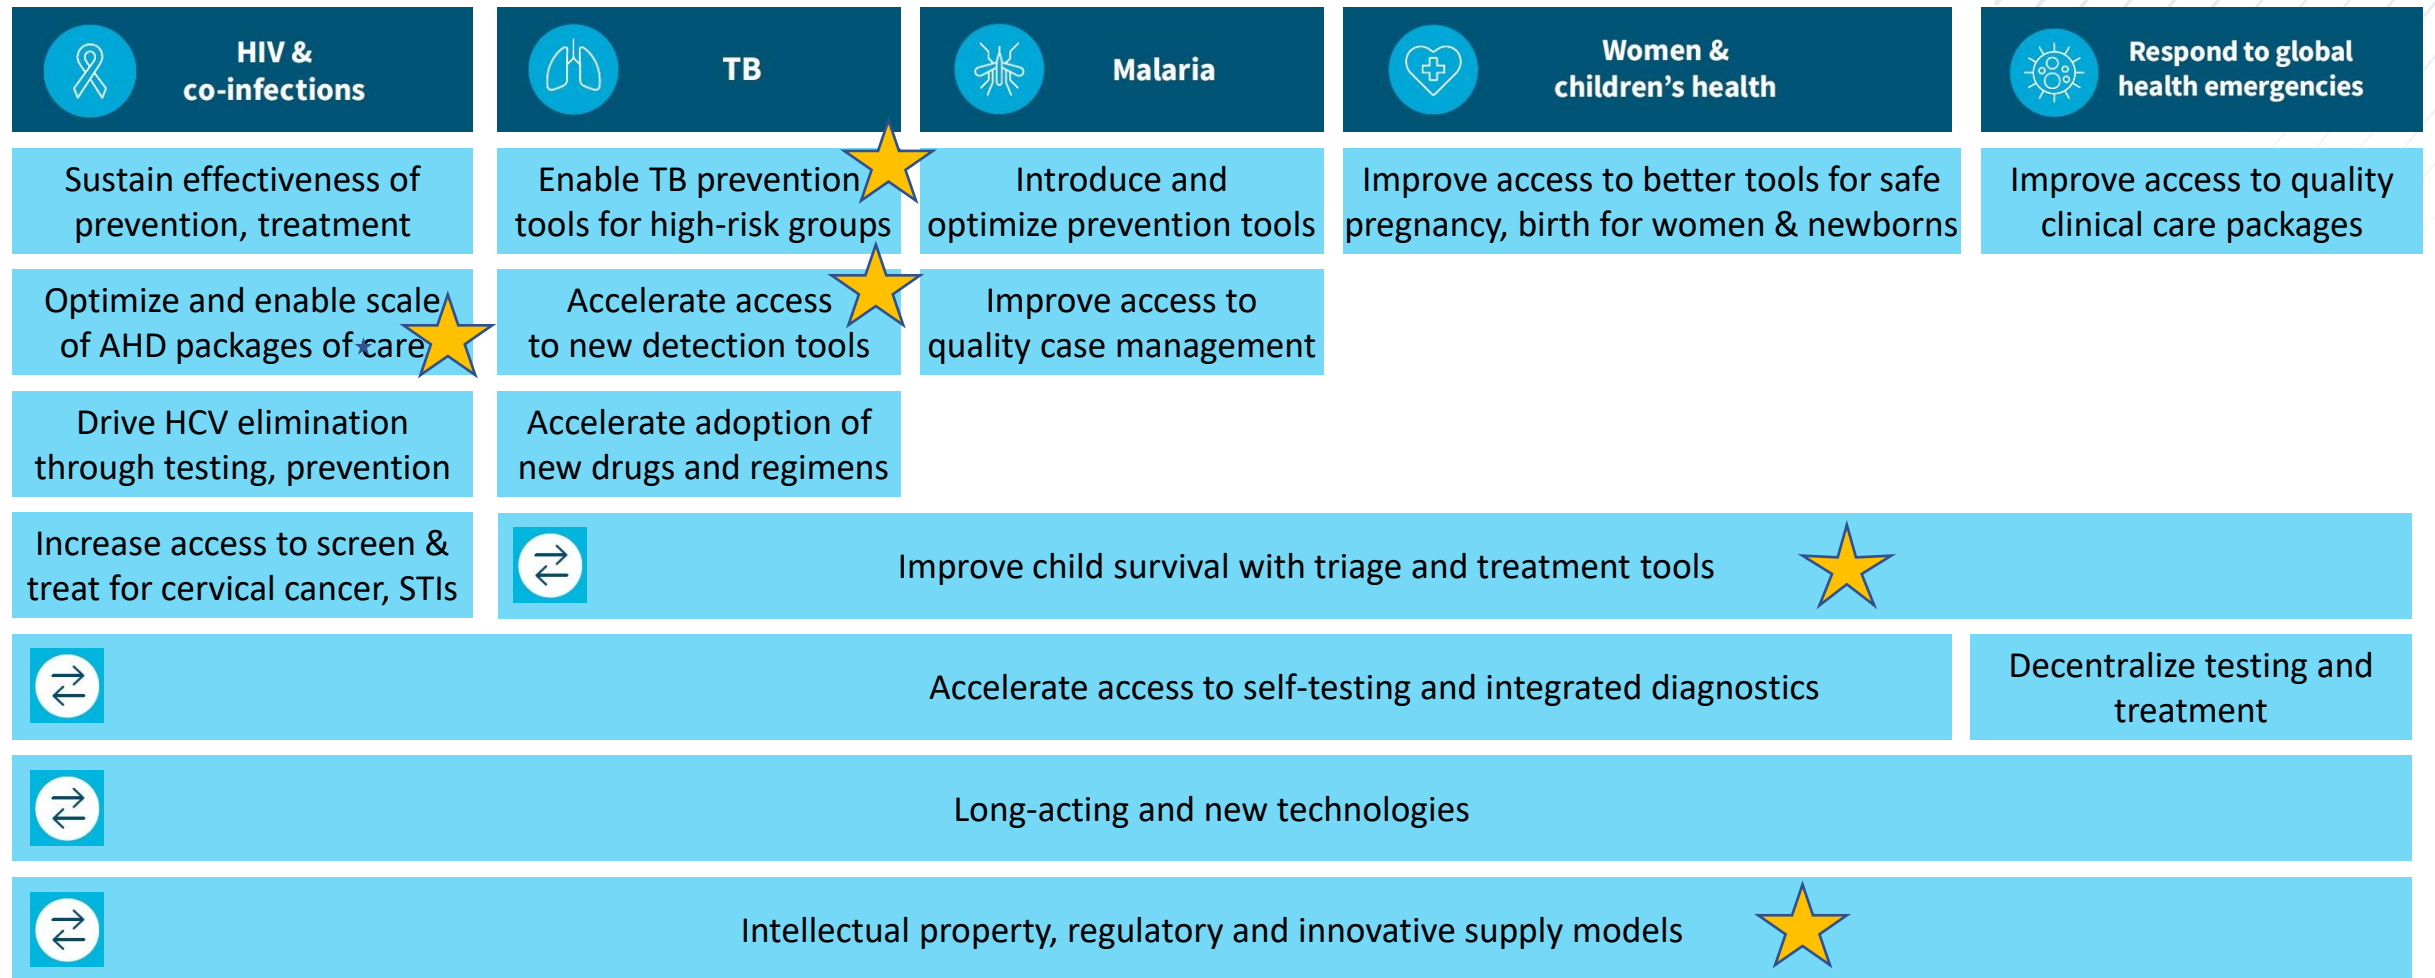 HIV &
co-infections
TB
Malaria
Women &
children's health
Respond to global
health emergencies
Sustain effectiveness of
prevention, treatment
Enable TB prevention
tools for high-risk groups
Introduce and
optimize prevention tools
Improve access to better tools for safe
pregnancy, birth for women & newborns
Improve access to quality
clinical care packages
Optimize and enable scale
of AHD packages of care
Accelerate access
to new detection tools
Improve access to
quality case management
Drive HCV elimination
through testing, prevention
Accelerate adoption of
new drugs and regimens
Increase access to screen &
treat for cervical cancer, STIs
Improve child survival with triage and treatment tools
Accelerate access to self-testing and integrated diagnostics
Decentralize testing and
treatment
Long-acting and new technologies
Intellectual property, regulatory and innovative supply models